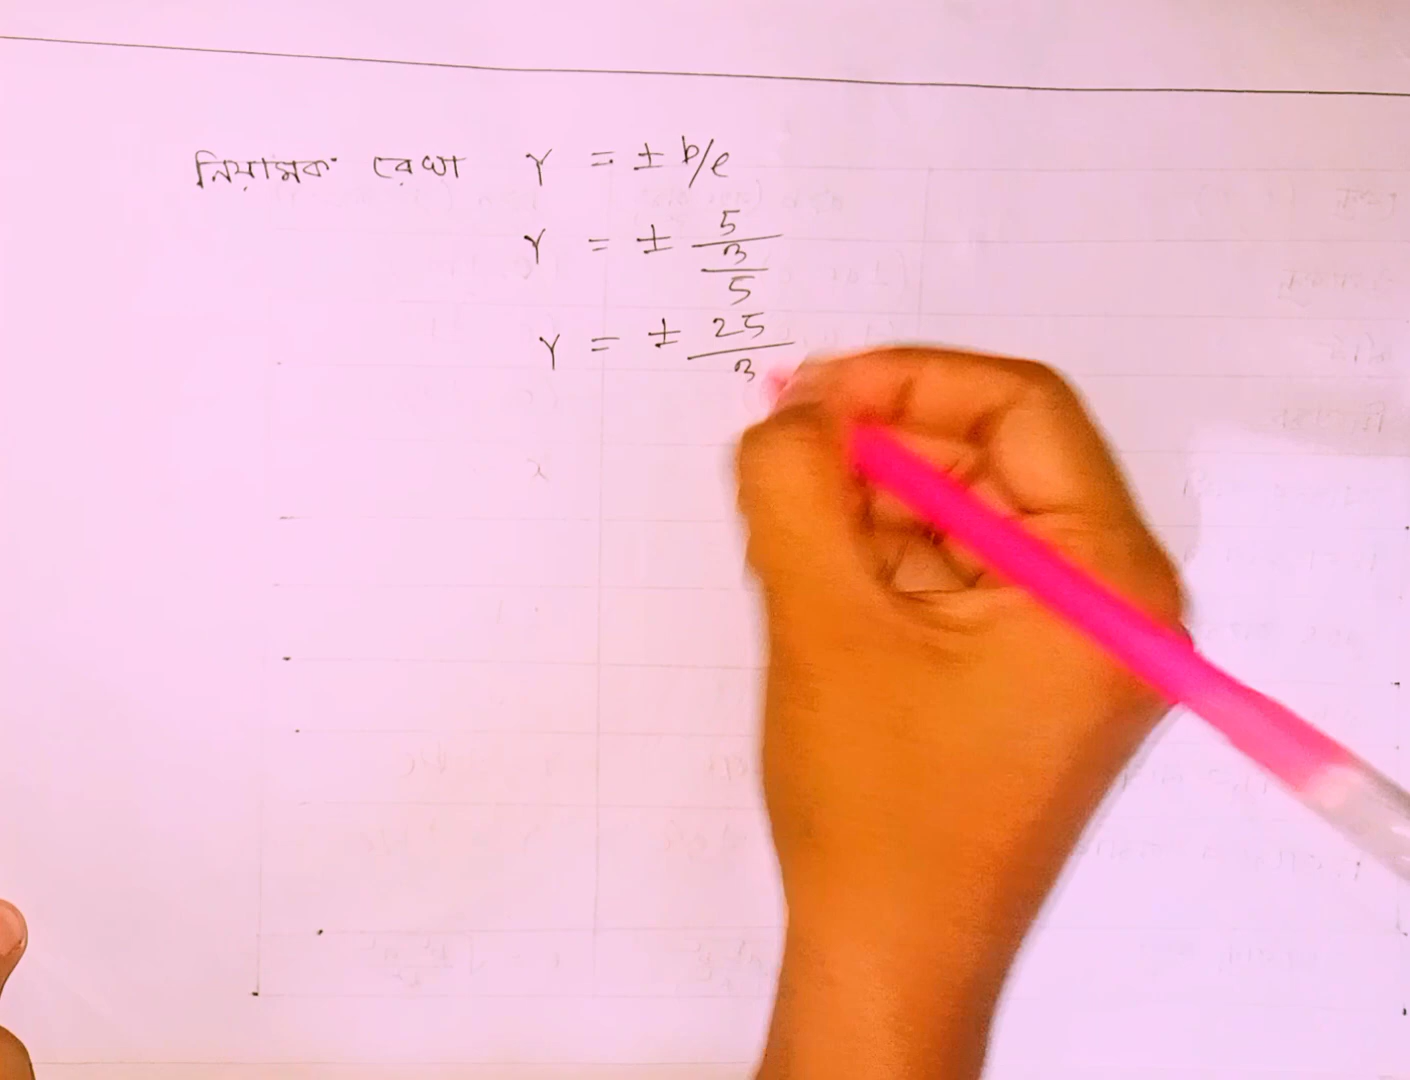 নিয়ামক রেখা Y = ± b/e
Y = ± 5/(3/5)
Y = ± 25/3